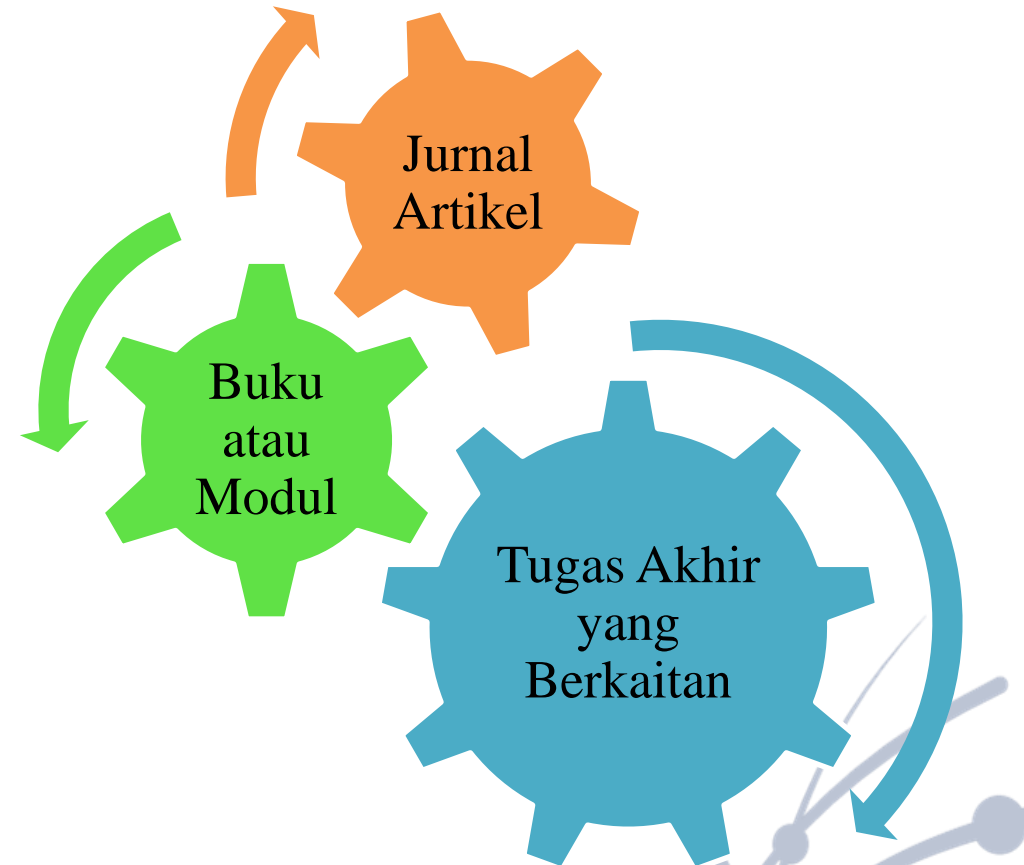 Jurnal
Artikel
Buku
atau
Modul
Tugas Akhir
yang
Berkaitan